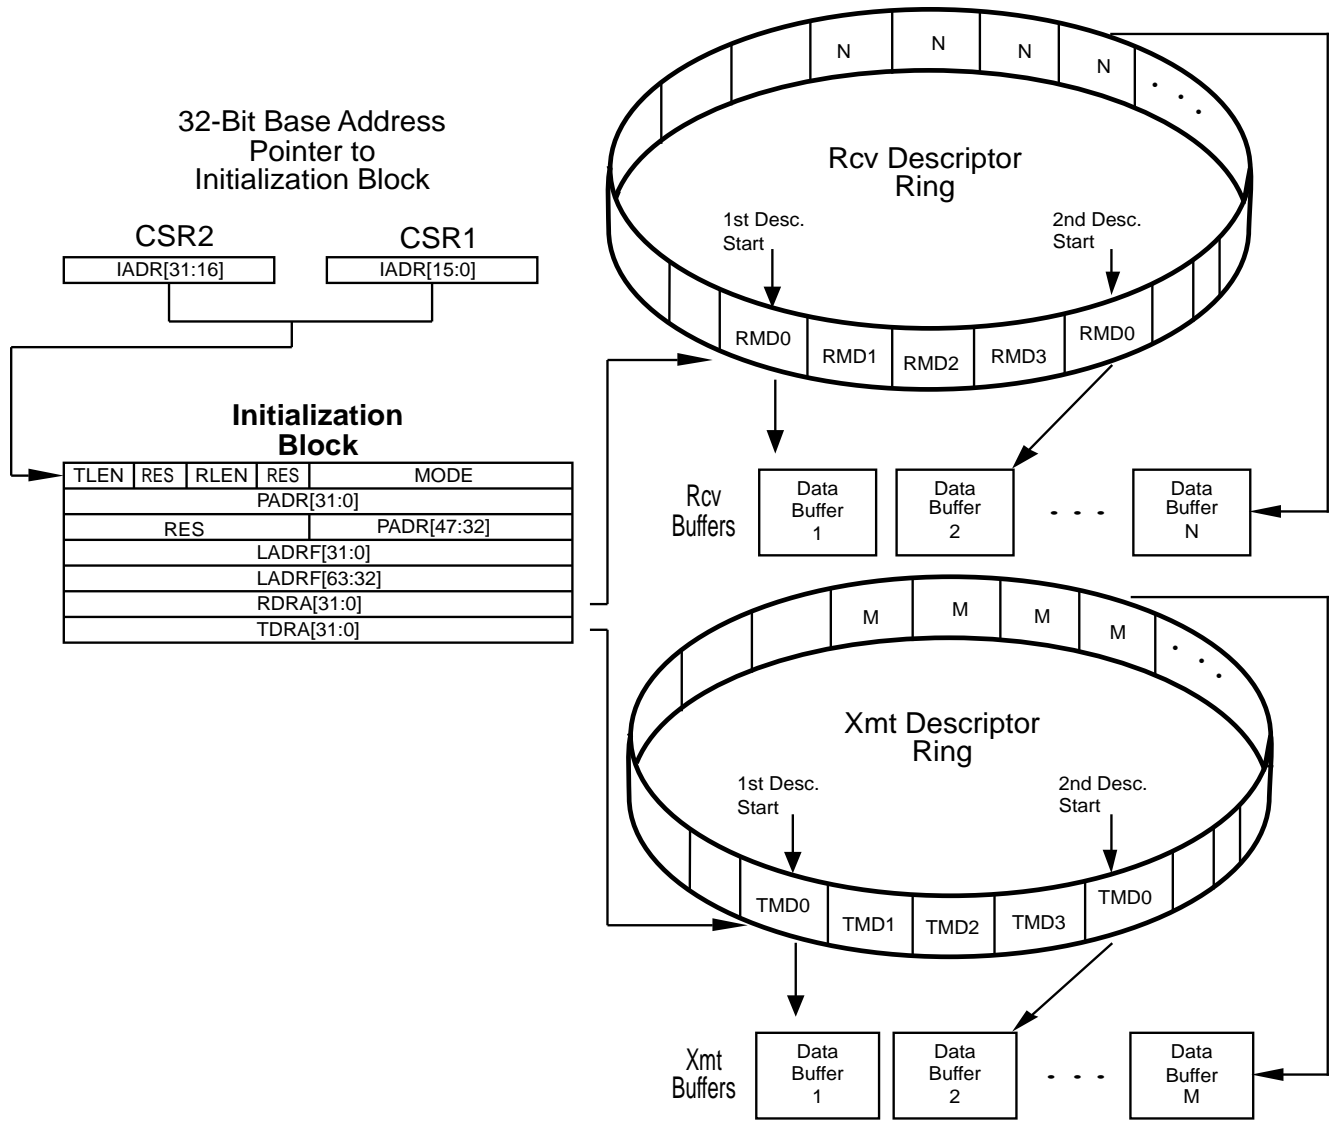 32-Bit Base Address
Pointer to
Initialization Block
CSR2
CSR1
IADR[31:16]
IADR[15:0]
Initialization
Block
TLEN RES RLEN RES MODE
PADR[31:0]
RES PADR[47:32]
LADRF[31:0]
LADRF[63:32]
RDRA[31:0]
TDRA[31:0]
N N N N . . .
Rcv Descriptor
Ring
1st Desc.
Start
2nd Desc.
Start
RMD0 RMD1 RMD2 RMD3 RMD0
Rcv
Buffers
Data
Buffer
1
Data
Buffer
2
. . .
Data
Buffer
N
M M M M . . .
Xmt Descriptor
Ring
1st Desc.
Start
2nd Desc.
Start
TMD0 TMD1 TMD2 TMD3 TMD0
Xmt
Buffers
Data
Buffer
1
Data
Buffer
2
. . .
Data
Buffer
M